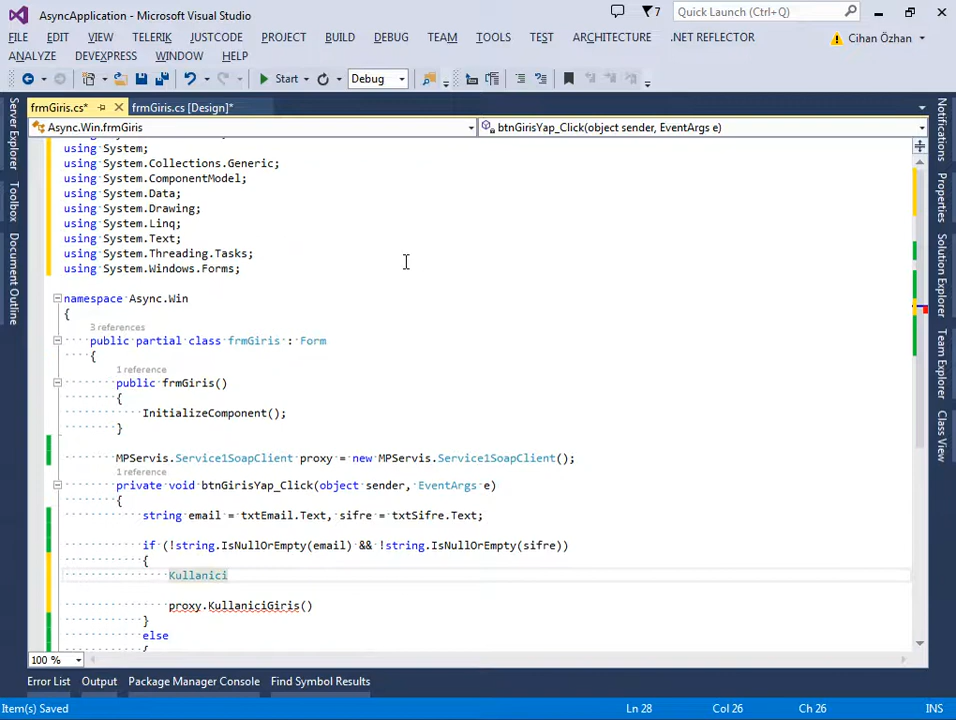 AsyncApplication - Microsoft Visual Studio
7
Quick Launch (Ctrl+Q)
FILE EDIT VIEW TELERIK JUSTCODE PROJECT BUILD DEBUG TEAM TOOLS TEST ARCHITECTURE .NET REFLECTOR
Cihan Özhan
ANALYZE DEVEXPRESS WINDOW HELP
Start Debug
frmGiris.cs* frmGiris.cs [Design]*
Async.Win.frmGiris btnGirisYap_Click(object sender, EventArgs e)
Server Explorer
Toolbox
Document Outline
using System;
using System.Collections.Generic;
using System.ComponentModel;
using System.Data;
using System.Drawing;
using System.Linq;
using System.Text;
using System.Threading.Tasks;
using System.Windows.Forms;
namespace Async.Win
{
3 references
public partial class frmGiris : Form
{
1 reference
public frmGiris()
{
InitializeComponent();
}
MPServis.Service1SoapClient proxy = new MPServis.Service1SoapClient();
1 reference
private void btnGirisYap_Click(object sender, EventArgs e)
{
string email = txtEmail.Text, sifre = txtSifre.Text;
if (!string.IsNullOrEmpty(email) && !string.IsNullOrEmpty(sifre))
{
Kullanici
proxy.KullaniciGiris()
}
else
{
Notifications
Properties
Solution Explorer
Team Explorer
Class View
100 %
Error List Output Package Manager Console Find Symbol Results
Item(s) Saved Ln 28 Col 26 Ch 26 INS